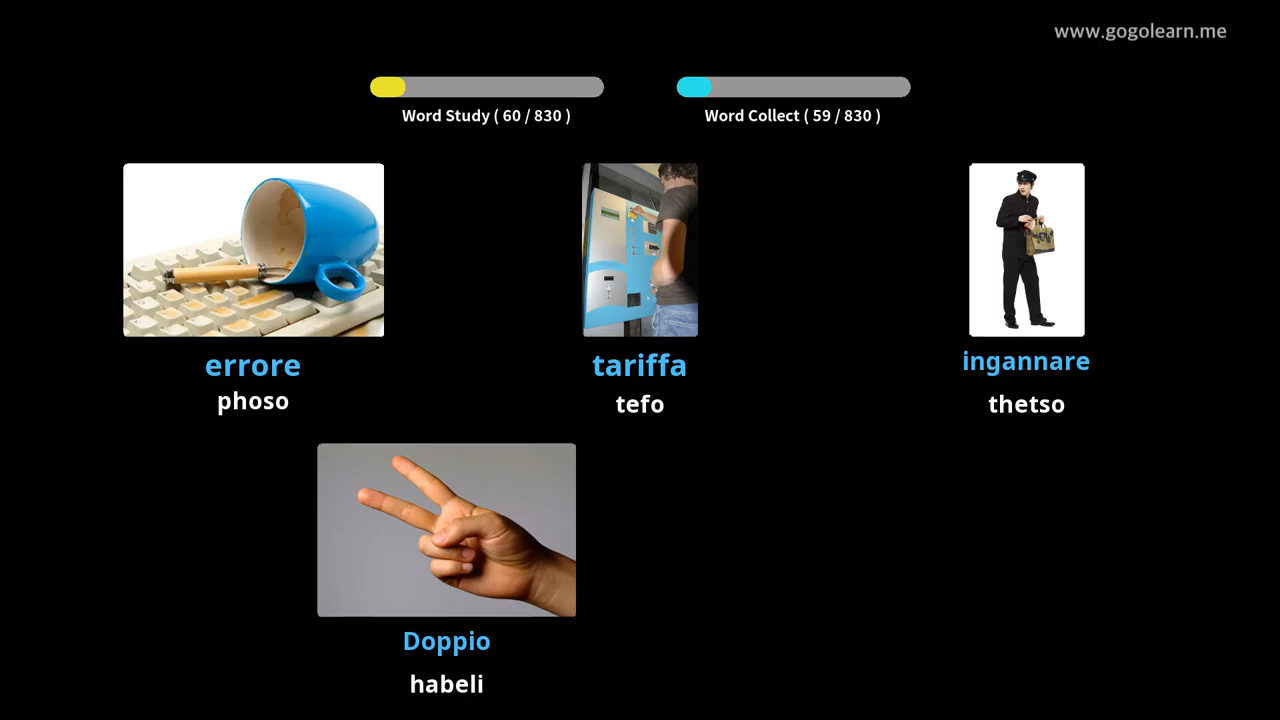 www.gogolearn.me
Word Study ( 60 / 830 )
Word Collect ( 59 / 830 )
errore
phoso
tariffa
tefo
ingannare
thetso
Doppio
habeli